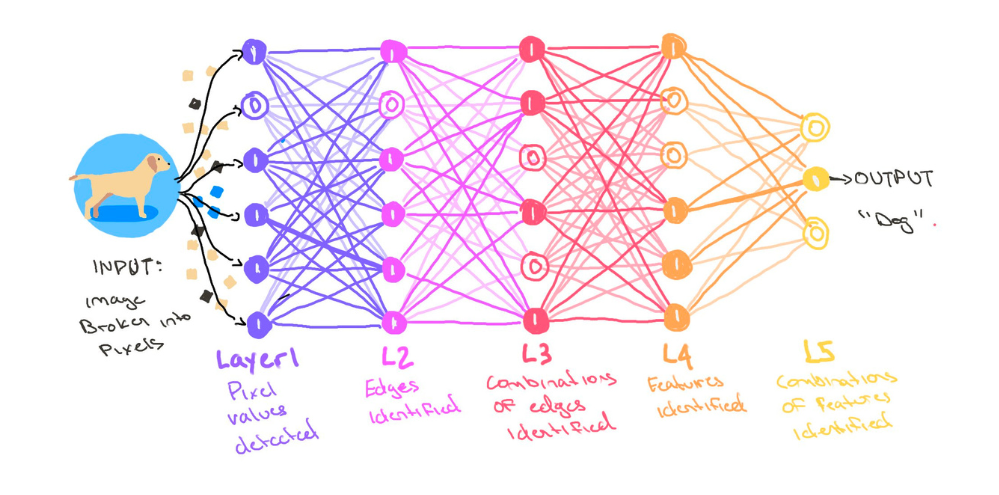 INPUT:
image
Broken into
Pixels
Layer1
Pixel
values
detected
L2
Edges
identified
L3
Combinations
of edges
identified
L4
Features
identified
L5
Combinations
of features
identified
OUTPUT
"Dog".